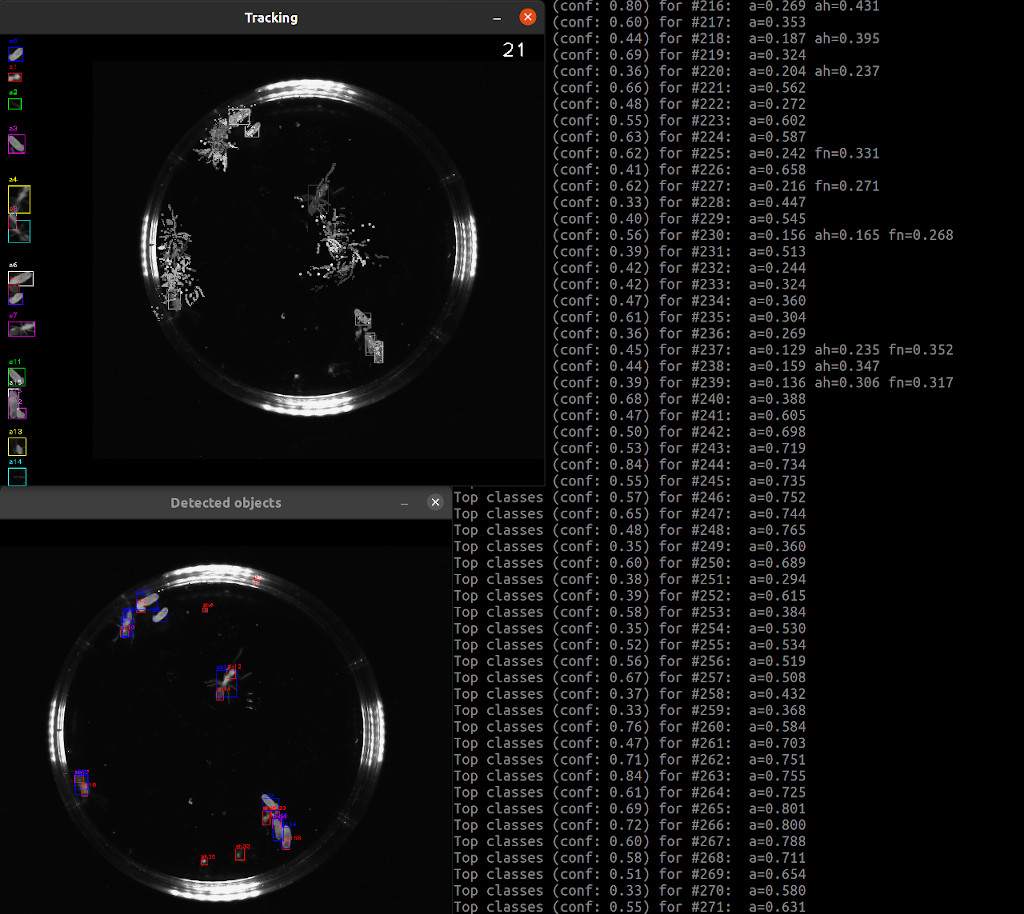 Tracking
21
a0
a1
a2
a3
a4
a6
a7
a11
a13
a14
(conf: 0.80) for #216:  a=0.269 ah=0.431
(conf: 0.60) for #217:  a=0.353
(conf: 0.44) for #218:  a=0.187 ah=0.395
(conf: 0.69) for #219:  a=0.324
(conf: 0.36) for #220:  a=0.204 ah=0.237
(conf: 0.66) for #221:  a=0.562
(conf: 0.48) for #222:  a=0.272
(conf: 0.55) for #223:  a=0.602
(conf: 0.63) for #224:  a=0.587
(conf: 0.62) for #225:  a=0.242 fn=0.331
(conf: 0.41) for #226:  a=0.658
(conf: 0.62) for #227:  a=0.216 fn=0.271
(conf: 0.33) for #228:  a=0.447
(conf: 0.40) for #229:  a=0.545
(conf: 0.56) for #230:  a=0.156 ah=0.165 fn=0.268
(conf: 0.39) for #231:  a=0.513
(conf: 0.42) for #232:  a=0.244
(conf: 0.42) for #233:  a=0.324
(conf: 0.47) for #234:  a=0.360
(conf: 0.61) for #235:  a=0.304
(conf: 0.36) for #236:  a=0.269
(conf: 0.45) for #237:  a=0.129 ah=0.235 fn=0.352
(conf: 0.44) for #238:  a=0.159 ah=0.347
(conf: 0.39) for #239:  a=0.136 ah=0.306 fn=0.317
(conf: 0.68) for #240:  a=0.388
(conf: 0.47) for #241:  a=0.605
(conf: 0.50) for #242:  a=0.698
(conf: 0.53) for #243:  a=0.719
(conf: 0.84) for #244:  a=0.734
(conf: 0.55) for #245:  a=0.735
Detected objects
Top classes (conf: 0.57) for #246:  a=0.752
Top classes (conf: 0.65) for #247:  a=0.744
Top classes (conf: 0.48) for #248:  a=0.765
Top classes (conf: 0.35) for #249:  a=0.360
Top classes (conf: 0.60) for #250:  a=0.689
Top classes (conf: 0.38) for #251:  a=0.294
Top classes (conf: 0.39) for #252:  a=0.615
Top classes (conf: 0.58) for #253:  a=0.384
Top classes (conf: 0.35) for #254:  a=0.530
Top classes (conf: 0.52) for #255:  a=0.534
Top classes (conf: 0.56) for #256:  a=0.519
Top classes (conf: 0.67) for #257:  a=0.508
Top classes (conf: 0.37) for #258:  a=0.432
Top classes (conf: 0.33) for #259:  a=0.368
Top classes (conf: 0.76) for #260:  a=0.584
Top classes (conf: 0.47) for #261:  a=0.703
Top classes (conf: 0.71) for #262:  a=0.751
Top classes (conf: 0.84) for #263:  a=0.755
Top classes (conf: 0.61) for #264:  a=0.725
Top classes (conf: 0.69) for #265:  a=0.801
Top classes (conf: 0.72) for #266:  a=0.800
Top classes (conf: 0.60) for #267:  a=0.788
Top classes (conf: 0.58) for #268:  a=0.711
Top classes (conf: 0.51) for #269:  a=0.654
Top classes (conf: 0.33) for #270:  a=0.580
Top classes (conf: 0.55) for #271:  a=0.631